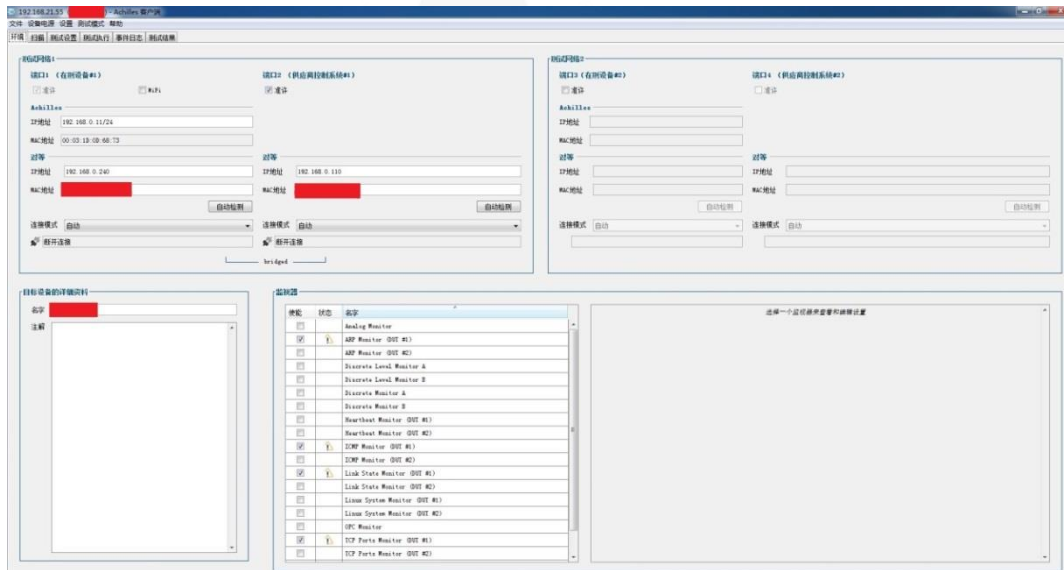 192.168.21.55 - Achilles 客户端
文件 设备电源 设置 测试模式 帮助
环境 扫描 测试设置 测试执行 事件日志 测试结果
测试网络1
端口1 （在测设备#1）
端口2 （供应商控制系统#1）
准许
WiFi
准许
Achilles
IP地址 192.168.0.11/24
MAC地址
对等
对等
IP地址 192.168.0.240
IP地址 192.168.0.110
MAC地址
MAC地址
自动检测
自动检测
连接模式 自动
连接模式 自动
断开连接
断开连接
bridged
测试网络2
端口3（在测设备#2）
端口4 （供应商控制系统#2）
准许
准许
Achilles
IP地址
MAC地址
对等
对等
IP地址
IP地址
MAC地址
MAC地址
自动检测
自动检测
连接模式 自动
连接模式 自动
目标设备的详细资料
名字
注解
监视器
使能 状态 名字
Analog Monitor
ARP Monitor (DUT #1)
ARP Monitor (DUT #2)
Discrete Level Monitor A
Discrete Level Monitor B
Discrete Monitor A
Discrete Monitor B
Heartbeat Monitor (DUT #1)
Heartbeat Monitor (DUT #2)
ICMP Monitor (DUT #1)
ICMP Monitor (DUT #2)
Link State Monitor (DUT #1)
Link State Monitor (DUT #2)
Linux System Monitor (DUT #1)
Linux System Monitor (DUT #2)
OPC Monitor
TCP Ports Monitor (DUT #1)
TCP Ports Monitor (DUT #2)
选择一个监视器来查看和编辑设置